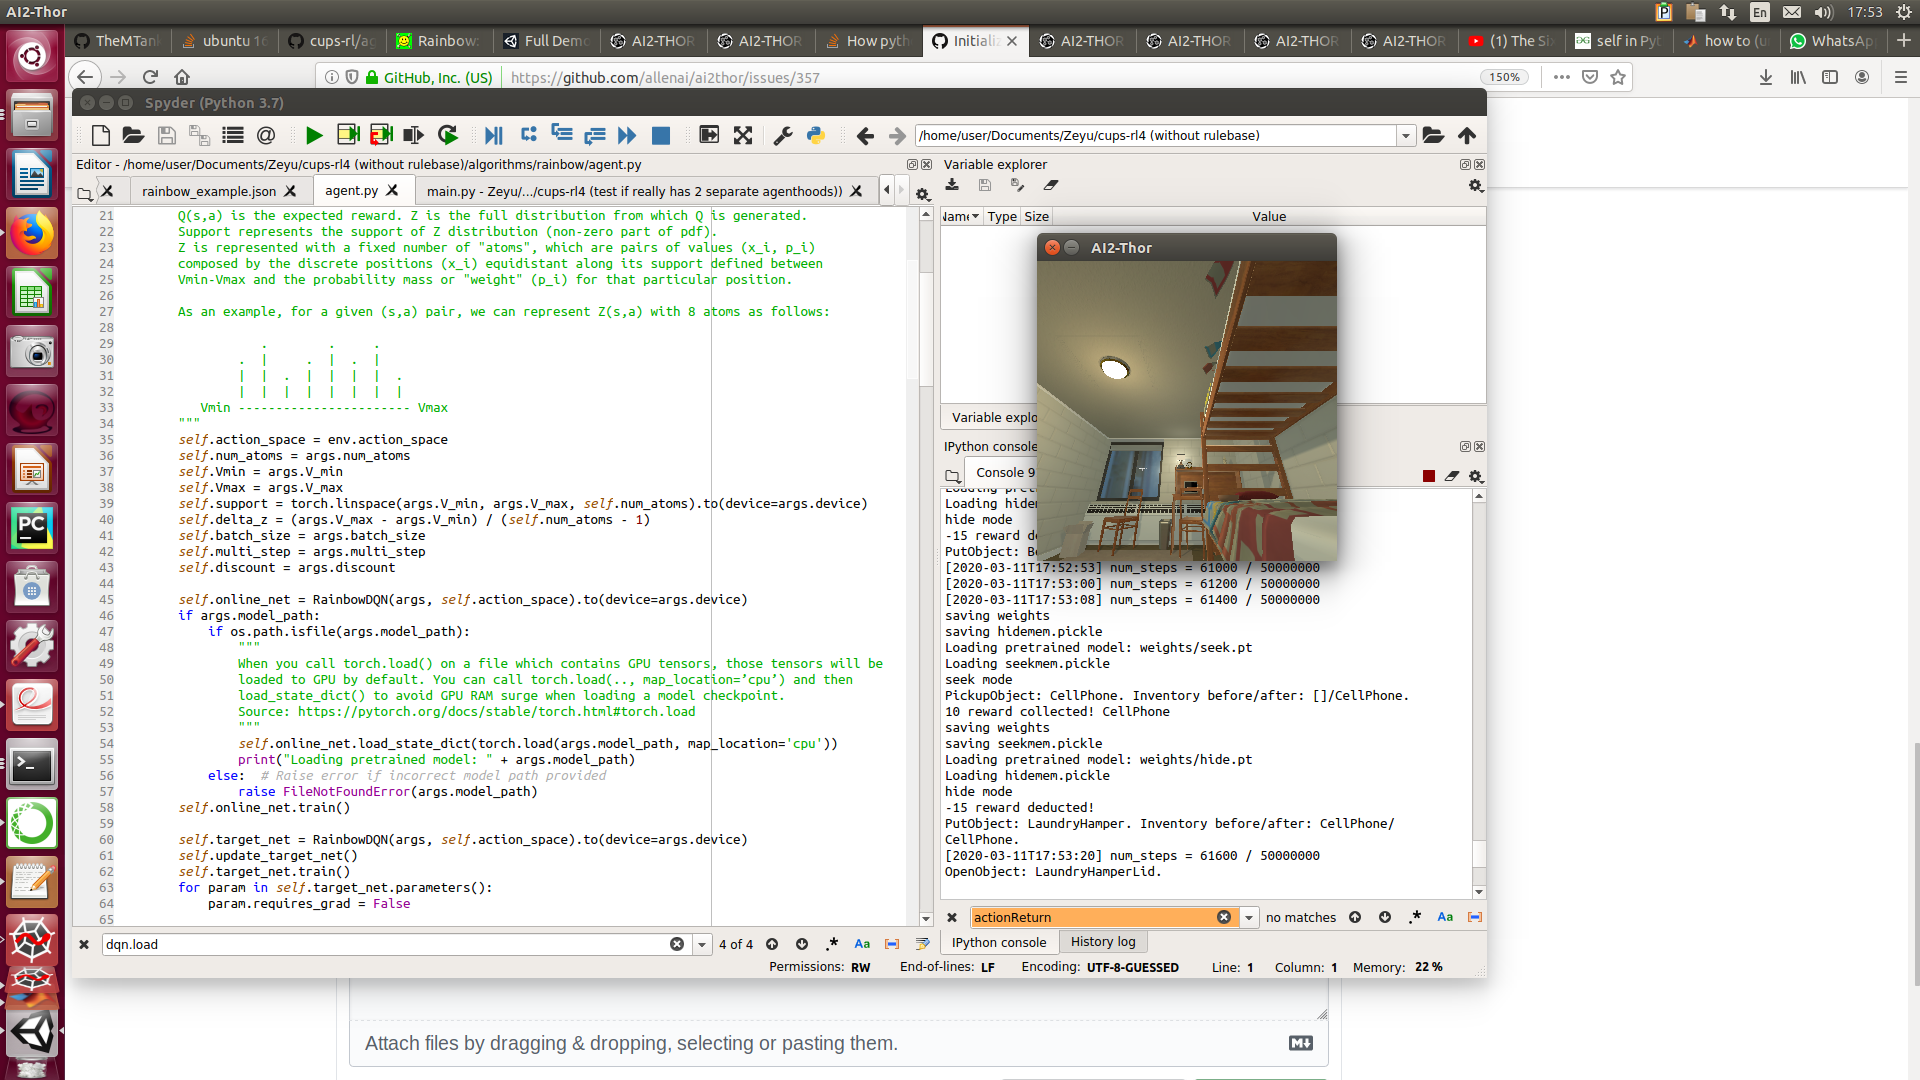 AI2-Thor
En
17:53
TheMTan
ubuntu 16
cups-rl/ag
Rainbow:
Full Demo
AI2-THOR
AI2-THOR
How pyth
Initializ
AI2-THOR
AI2-THOR
AI2-THOR
AI2-THOR
(1) The Si
self in Pyt
how to (u
WhatsApp
GitHub, Inc. (US)
https://github.com/allenai/ai2thor/issues/357
150%
Spyder (Python 3.7)
/home/user/Documents/Zeyu/cups-rl4 (without rulebase)
Editor - /home/user/Documents/Zeyu/cups-rl4 (without rulebase)/algorithms/rainbow/agent.py
rainbow_example.json
agent.py
main.py - Zeyu/.../cups-rl4 (test if really has 2 separate agenthoods))
21 Q(s,a) is the expected reward. Z is the full distribution from which Q is generated.
22 Support represents the support of Z distribution (non-zero part of pdf).
23 Z is represented with a fixed number of "atoms", which are pairs of values (x_i, p_i)
24 composed by the discrete positions (x_i) equidistant along its support defined between
25 Vmin-Vmax and the probability mass or "weight" (p_i) for that particular position.
26
27 As an example, for a given (s,a) pair, we can represent Z(s,a) with 8 atoms as follows:
28
29 .        .     .
30 .  |     .  |  .  |
31 |  |  .  |  |  |  |  .
32 |  |  |  |  |  |  |  |
33 Vmin ----------------------- Vmax
34 """
35 self.action_space = env.action_space
36 self.num_atoms = args.num_atoms
37 self.Vmin = args.V_min
38 self.Vmax = args.V_max
39 self.support = torch.linspace(args.V_min, args.V_max, self.num_atoms).to(device=args.device)
40 self.delta_z = (args.V_max - args.V_min) / (self.num_atoms - 1)
41 self.batch_size = args.batch_size
42 self.multi_step = args.multi_step
43 self.discount = args.discount
44
45 self.online_net = RainbowDQN(args, self.action_space).to(device=args.device)
46 if args.model_path:
47 if os.path.isfile(args.model_path):
48 """
49 When you call torch.load() on a file which contains GPU tensors, those tensors will be
50 loaded to GPU by default. You can call torch.load(.., map_location=’cpu’) and then
51 load_state_dict() to avoid GPU RAM surge when loading a model checkpoint.
52 Source: https://pytorch.org/docs/stable/torch.html#torch.load
53 """
54 self.online_net.load_state_dict(torch.load(args.model_path, map_location='cpu'))
55 print("Loading pretrained model: " + args.model_path)
56 else:  # Raise error if incorrect model path provided
57 raise FileNotFoundError(args.model_path)
58 self.online_net.train()
59
60 self.target_net = RainbowDQN(args, self.action_space).to(device=args.device)
61 self.update_target_net()
62 self.target_net.train()
63 for param in self.target_net.parameters():
64 param.requires_grad = False
65
dqn.load
4 of 4
.*
Aa
Variable explorer
Name
Type
Size
Value
AI2-Thor
Variable explo
IPython console
Console 9
Loading pret
Loading hidem
hide mode
-15 reward de
PutObject: Be
[2020-03-11T17:52:53] num_steps = 61000 / 50000000
[2020-03-11T17:53:00] num_steps = 61200 / 50000000
[2020-03-11T17:53:08] num_steps = 61400 / 50000000
saving weights
saving hidemem.pickle
Loading pretrained model: weights/seek.pt
Loading seekmem.pickle
seek mode
PickupObject: CellPhone. Inventory before/after: []/CellPhone.
10 reward collected! CellPhone
saving weights
saving seekmem.pickle
Loading pretrained model: weights/hide.pt
Loading hidemem.pickle
hide mode
-15 reward deducted!
PutObject: LaundryHamper. Inventory before/after: CellPhone/
CellPhone.
[2020-03-11T17:53:20] num_steps = 61600 / 50000000
OpenObject: LaundryHamperLid.
actionReturn
no matches
.*
Aa
IPython console
History log
Permissions: RW
End-of-lines: LF
Encoding: UTF-8-GUESSED
Line: 1
Column: 1
Memory: 22 %
Attach files by dragging & dropping, selecting or pasting them.